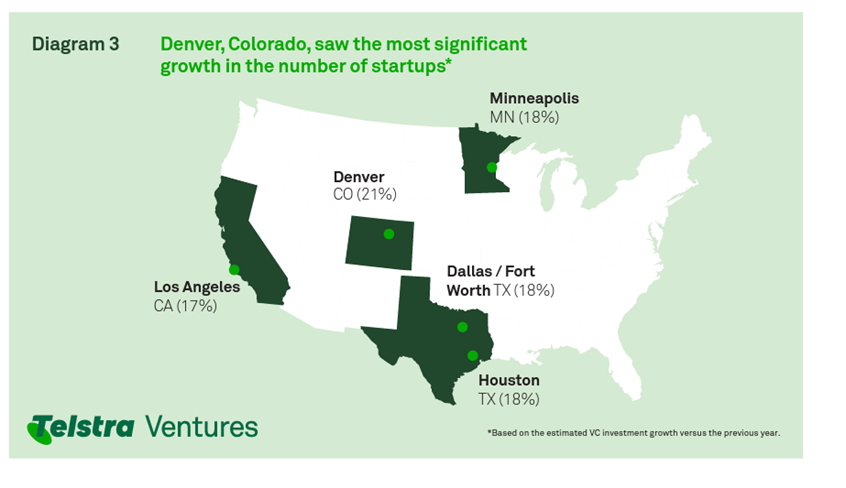 Diagram 3
Denver, Colorado, saw the most significant
growth in the number of startups*
Minneapolis
MN (18%)
Denver
CO (21%)
Dallas / Fort
Worth TX (18%)
Los Angeles
CA (17%)
Houston
TX (18%)
Telstra Ventures
*Based on the estimated VC investment growth versus the previous year.